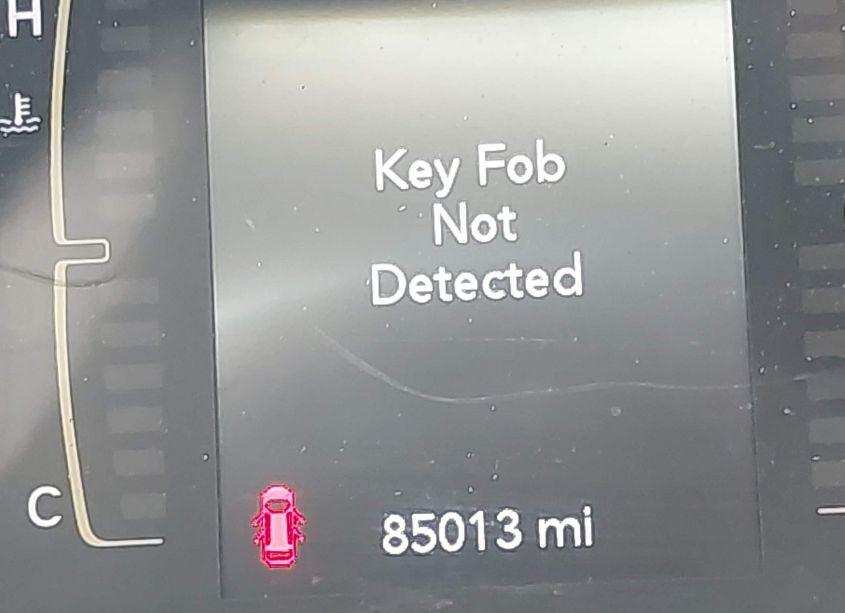 H
Key Fob
Not
Detected
C
85013 mi